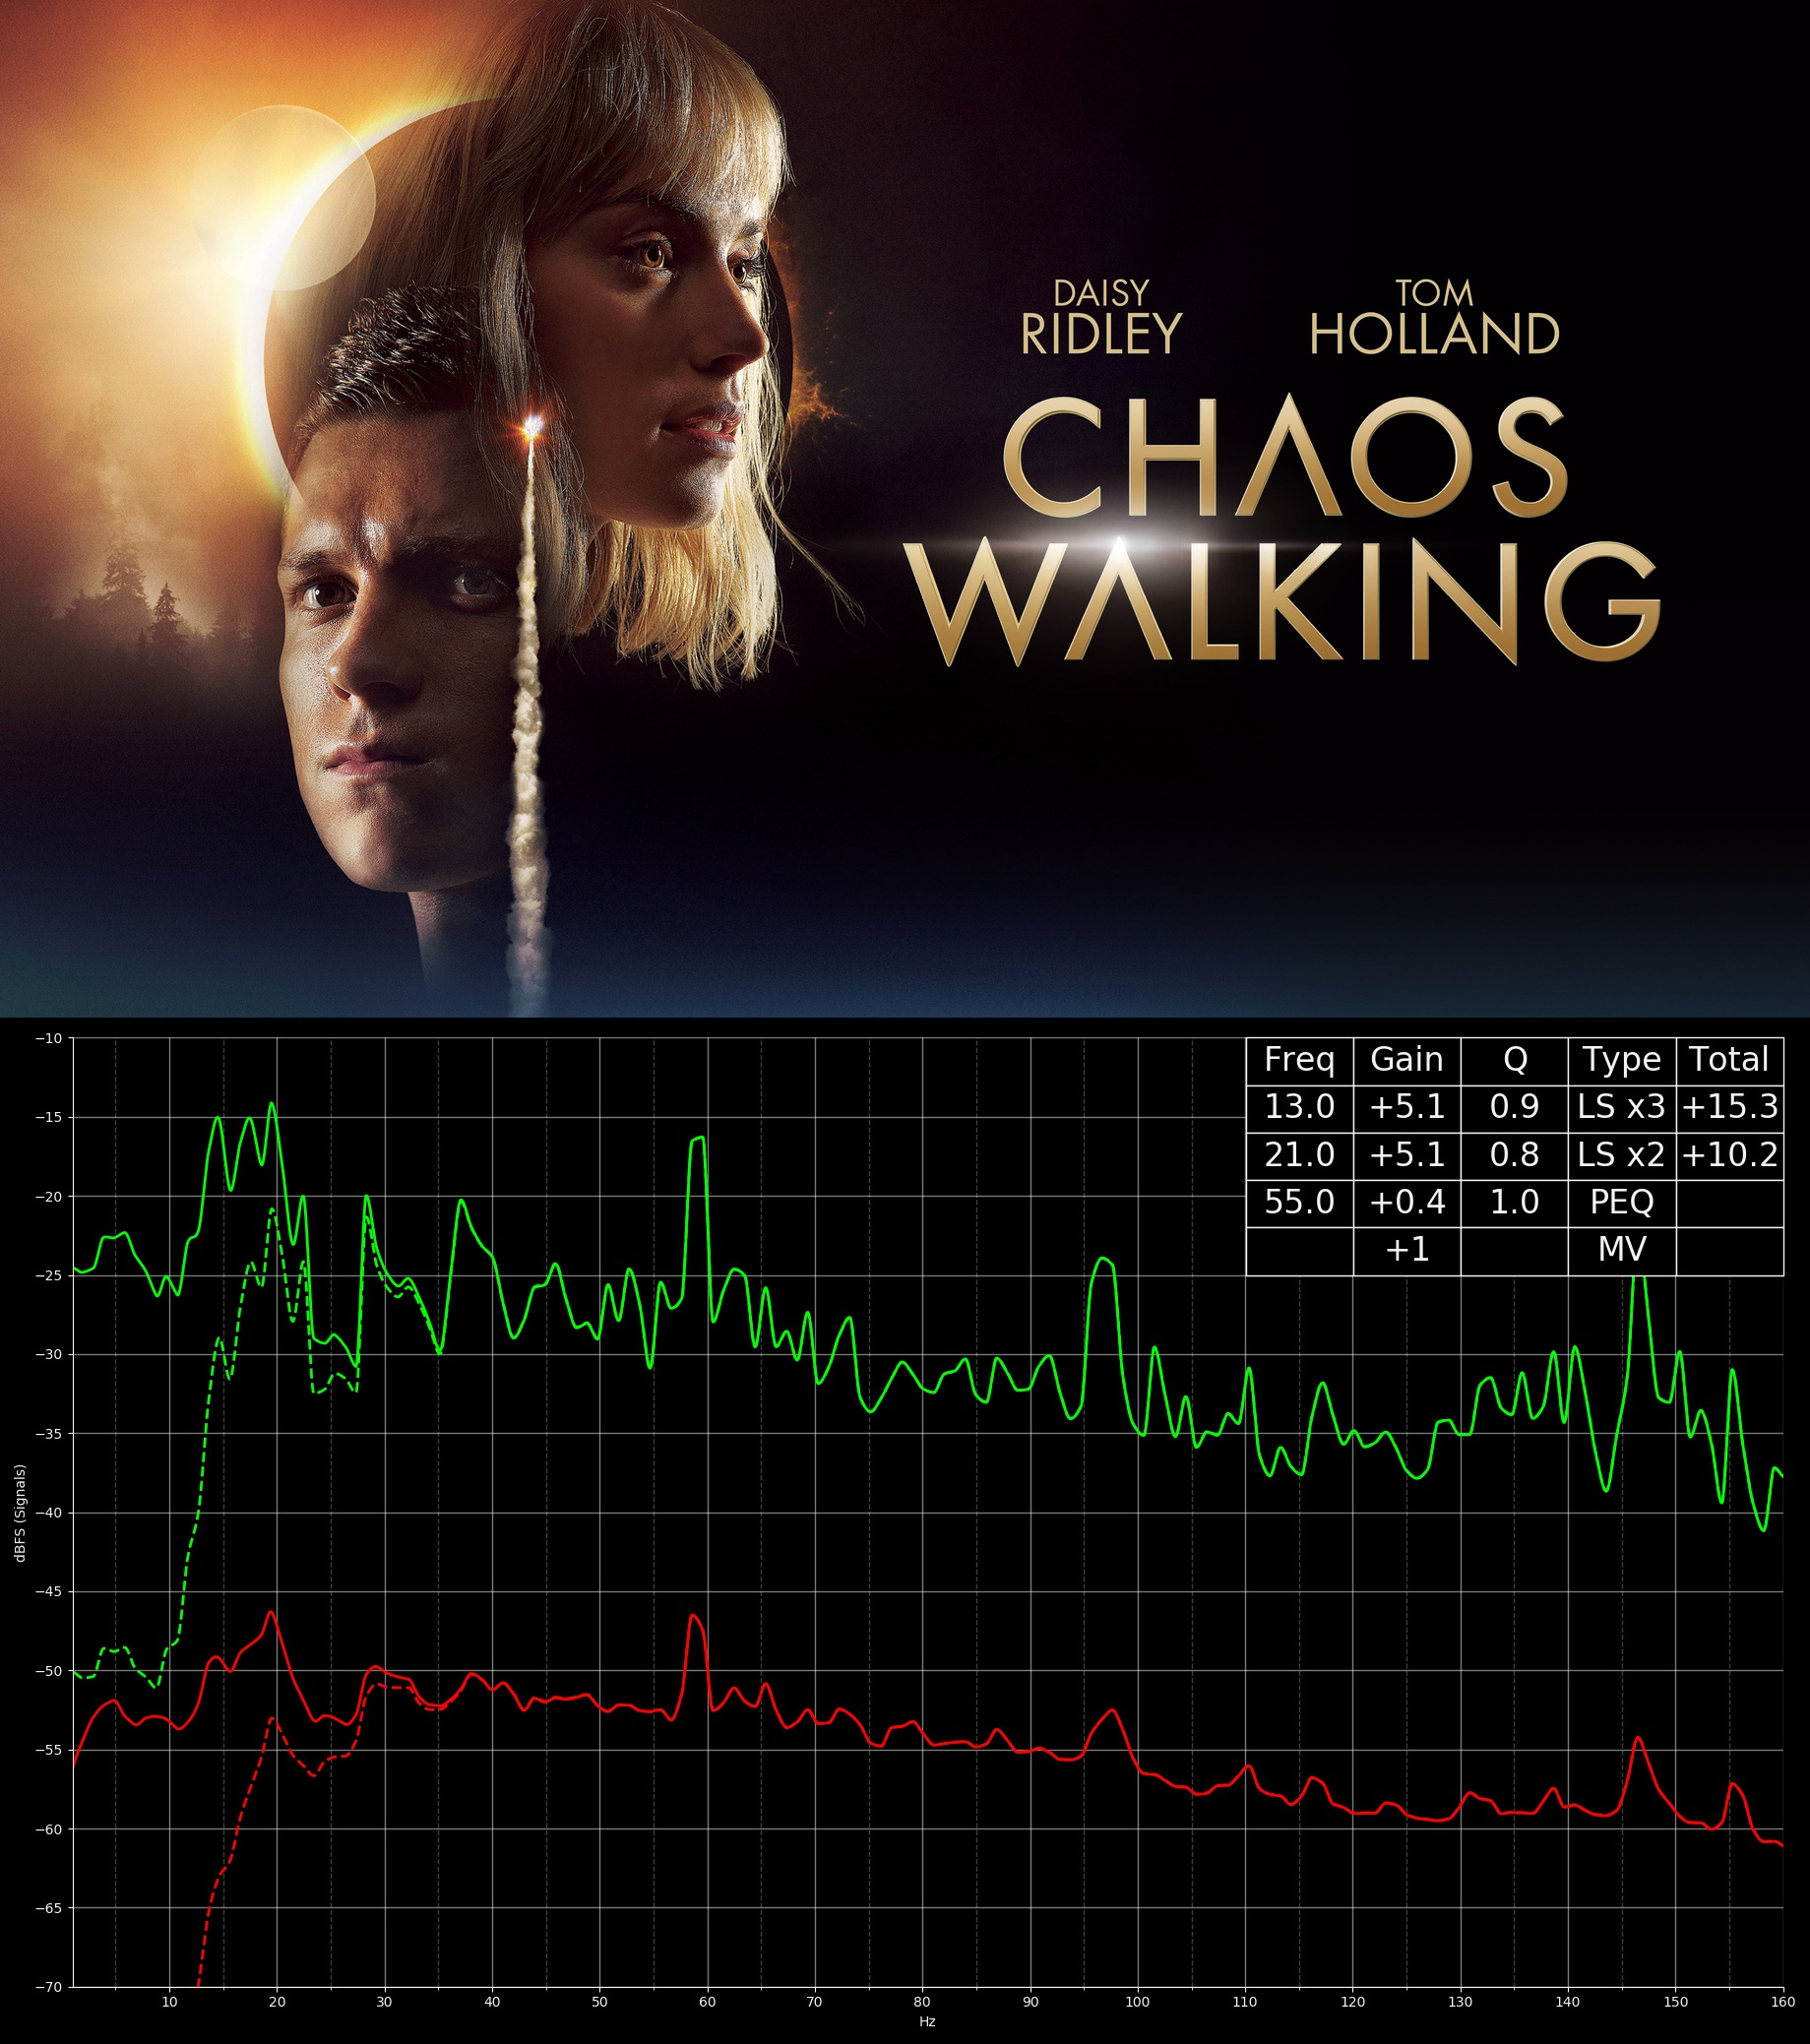 DAISY TOM
RIDLEY HOLLAND
CHΛOS
WΛLKING
Freq Gain Q Type Total
13.0 +5.1 0.9 LS x3 +15.3
21.0 +5.1 0.8 LS x2 +10.2
55.0 +0.4 1.0 PEQ
+1 MV
−10
−15
−20
−25
−30
−35
−40
−45
−50
−55
−60
−65
−70
dBFS (Signals)
10 20 30 40 50 60 70 80 90 100 110 120 130 140 150 160
Hz